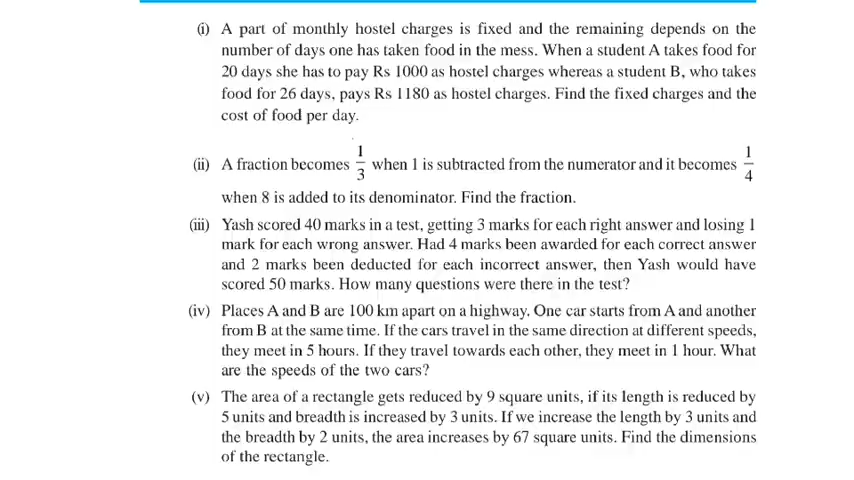 (i) A part of monthly hostel charges is fixed and the remaining depends on the
number of days one has taken food in the mess. When a student A takes food for
20 days she has to pay Rs 1000 as hostel charges whereas a student B, who takes
food for 26 days, pays Rs 1180 as hostel charges. Find the fixed charges and the
cost of food per day.
(ii) A fraction becomes 1/3 when 1 is subtracted from the numerator and it becomes 1/4
when 8 is added to its denominator. Find the fraction.
(iii) Yash scored 40 marks in a test, getting 3 marks for each right answer and losing 1
mark for each wrong answer. Had 4 marks been awarded for each correct answer
and 2 marks been deducted for each incorrect answer, then Yash would have
scored 50 marks. How many questions were there in the test?
(iv) Places A and B are 100 km apart on a highway. One car starts from A and another
from B at the same time. If the cars travel in the same direction at different speeds,
they meet in 5 hours. If they travel towards each other, they meet in 1 hour. What
are the speeds of the two cars?
(v) The area of a rectangle gets reduced by 9 square units, if its length is reduced by
5 units and breadth is increased by 3 units. If we increase the length by 3 units and
the breadth by 2 units, the area increases by 67 square units. Find the dimensions
of the rectangle.